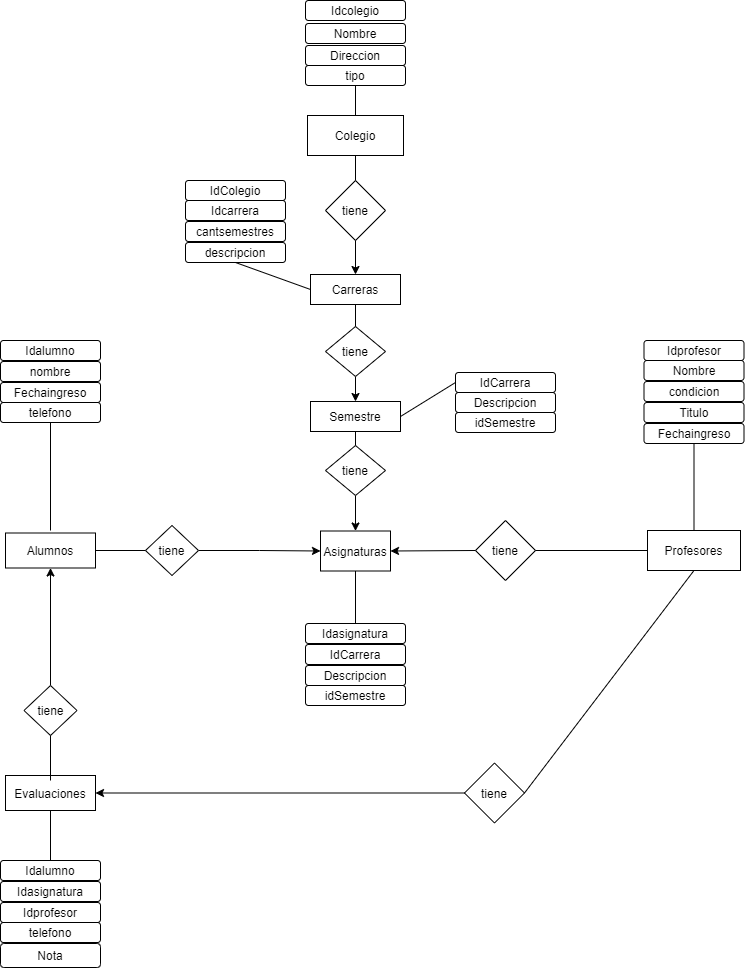 Idcolegio
Nombre
Direccion
tipo
Colegio
tiene
IdColegio
Idcarrera
cantsemestres
descripcion
Carreras
tiene
Semestre
IdCarrera
Descripcion
idSemestre
tiene
Idalumno
nombre
Fechaingreso
telefono
Idprofesor
Nombre
condicion
Titulo
Fechaingreso
Alumnos
tiene
Asignaturas
tiene
Profesores
Idasignatura
IdCarrera
Descripcion
idSemestre
tiene
Evaluaciones
tiene
Idalumno
Idasignatura
Idprofesor
telefono
Nota